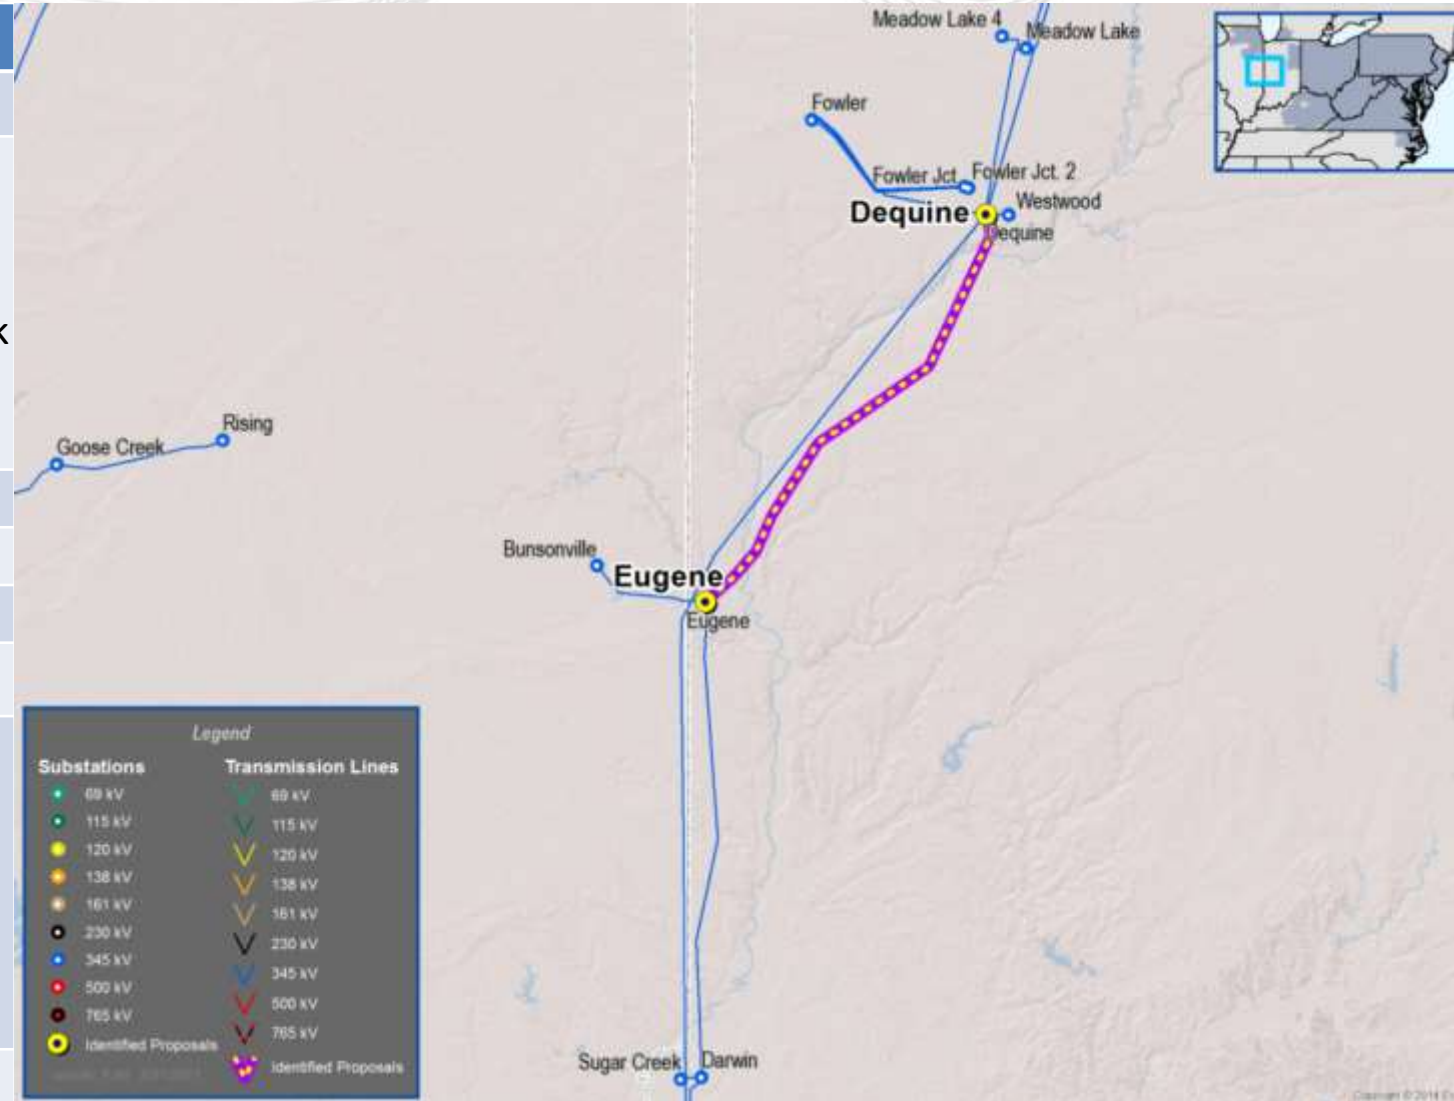 Meadow Lake 4
Meadow Lake
Fowler
Fowler Jct.
Fowler Jct. 2
Dequine
Westwood
Dequine
k
Rising
Goose Creek
Bunsonville
Eugene
Eugene
Legend
Substations
69 kV
115 kV
120 kV
138 kV
161 kV
230 kV
345 kV
500 kV
765 kV
Identified Proposals
Transmission Lines
69 kV
115 kV
120 kV
138 kV
161 kV
230 kV
345 kV
500 kV
765 kV
Identified Proposals
Sugar Creek
Darwin